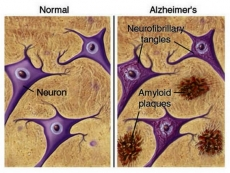 Normal
Alzheimer's
Neurofibrillary
tangles
Neuron
Amyloid
plaques